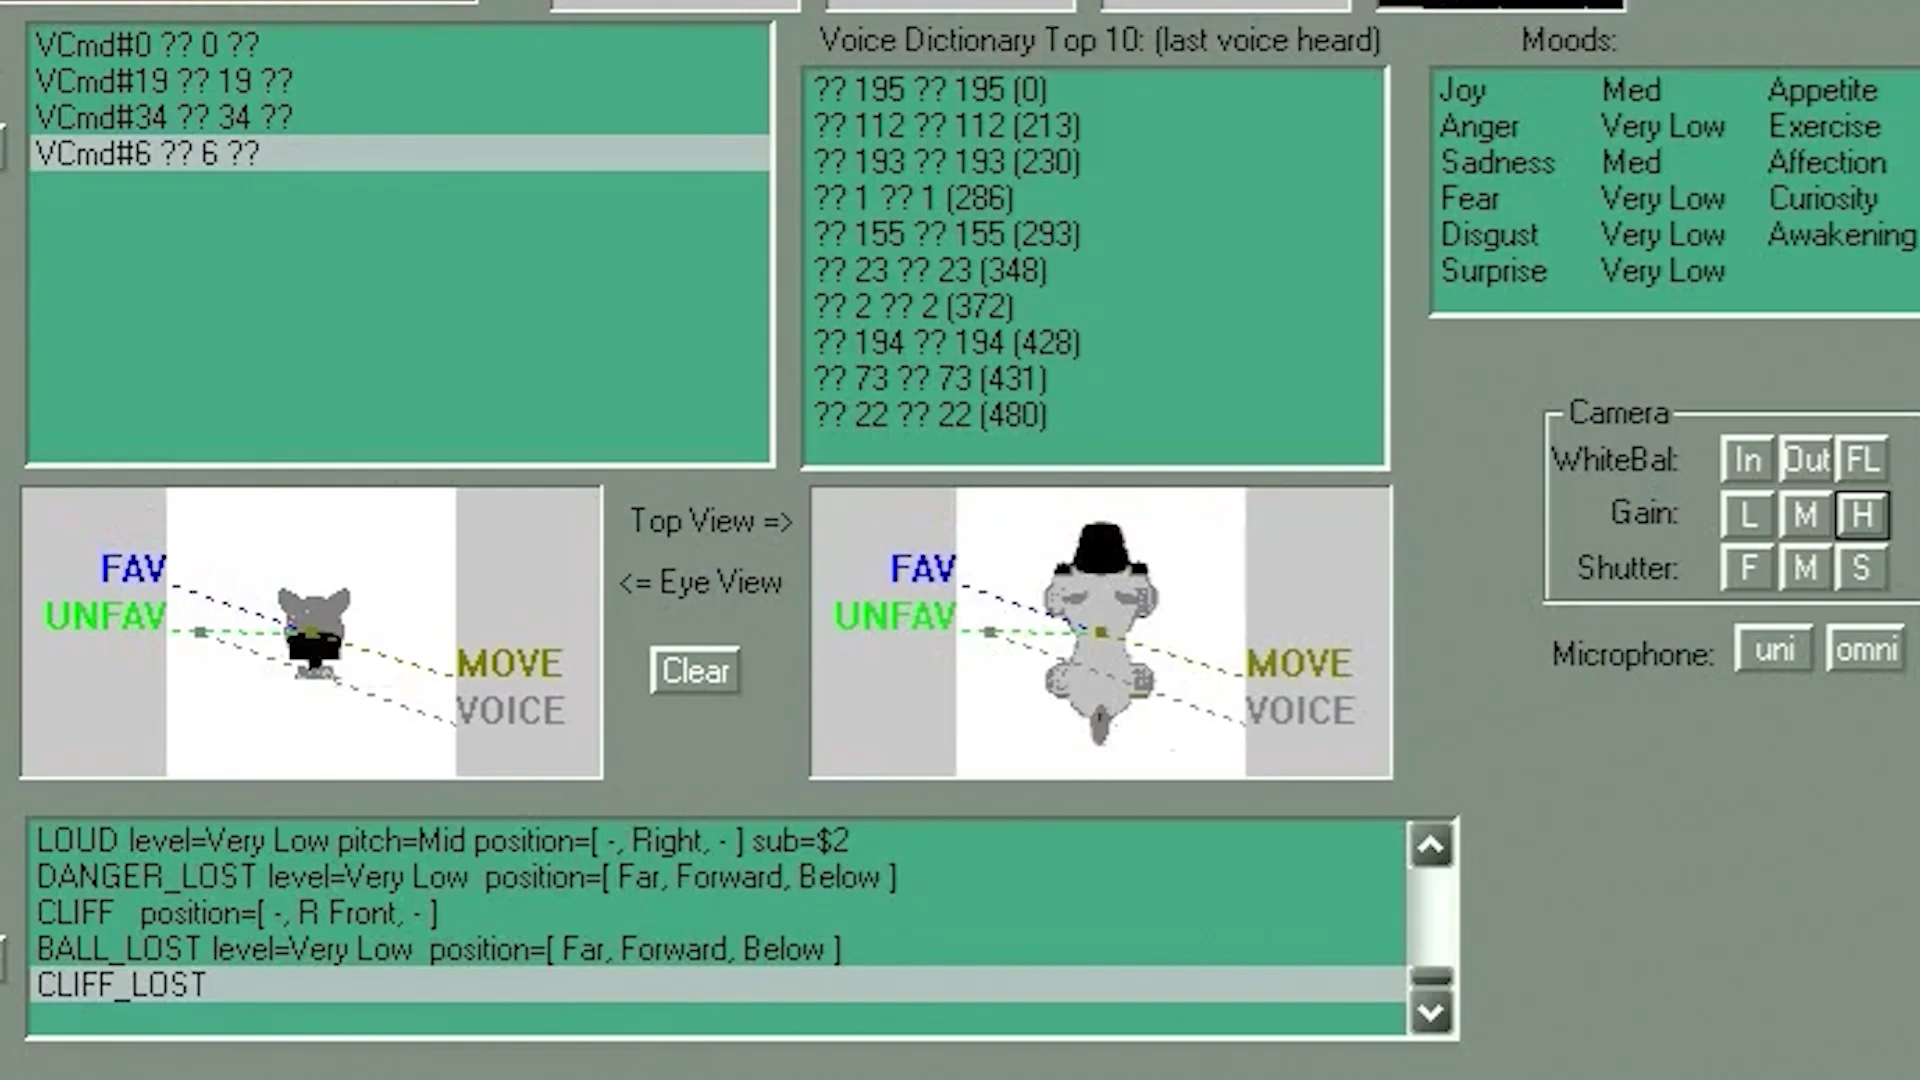 VCmd#0 ?? 0 ??
VCmd#19 ?? 19 ??
VCmd#34 ?? 34 ??
VCmd#6 ?? 6 ??
Voice Dictionary Top 10: (last voice heard)
?? 195 ?? 195 (0)
?? 112 ?? 112 (213)
?? 193 ?? 193 (230)
?? 1 ?? 1 (286)
?? 155 ?? 155 (293)
?? 23 ?? 23 (348)
?? 2 ?? 2 (372)
?? 194 ?? 194 (428)
?? 73 ?? 73 (431)
?? 22 ?? 22 (480)
Moods:
Joy Med Appetite
Anger Very Low Exercise
Sadness Med Affection
Fear Very Low Curiosity
Disgust Very Low Awakening
Surprise Very Low
Camera
WhiteBal: In Out FL
Gain: L M H
Shutter: F M S
Microphone: uni omni
FAV
UNFAV
MOVE
VOICE
Top View =>
<= Eye View
Clear
FAV
UNFAV
MOVE
VOICE
LOUD level=Very Low pitch=Mid position=[ -, Right, - ] sub=$2
DANGER_LOST level=Very Low position=[ Far, Forward, Below ]
CLIFF position=[ -, R Front, - ]
BALL_LOST level=Very Low position=[ Far, Forward, Below ]
CLIFF_LOST